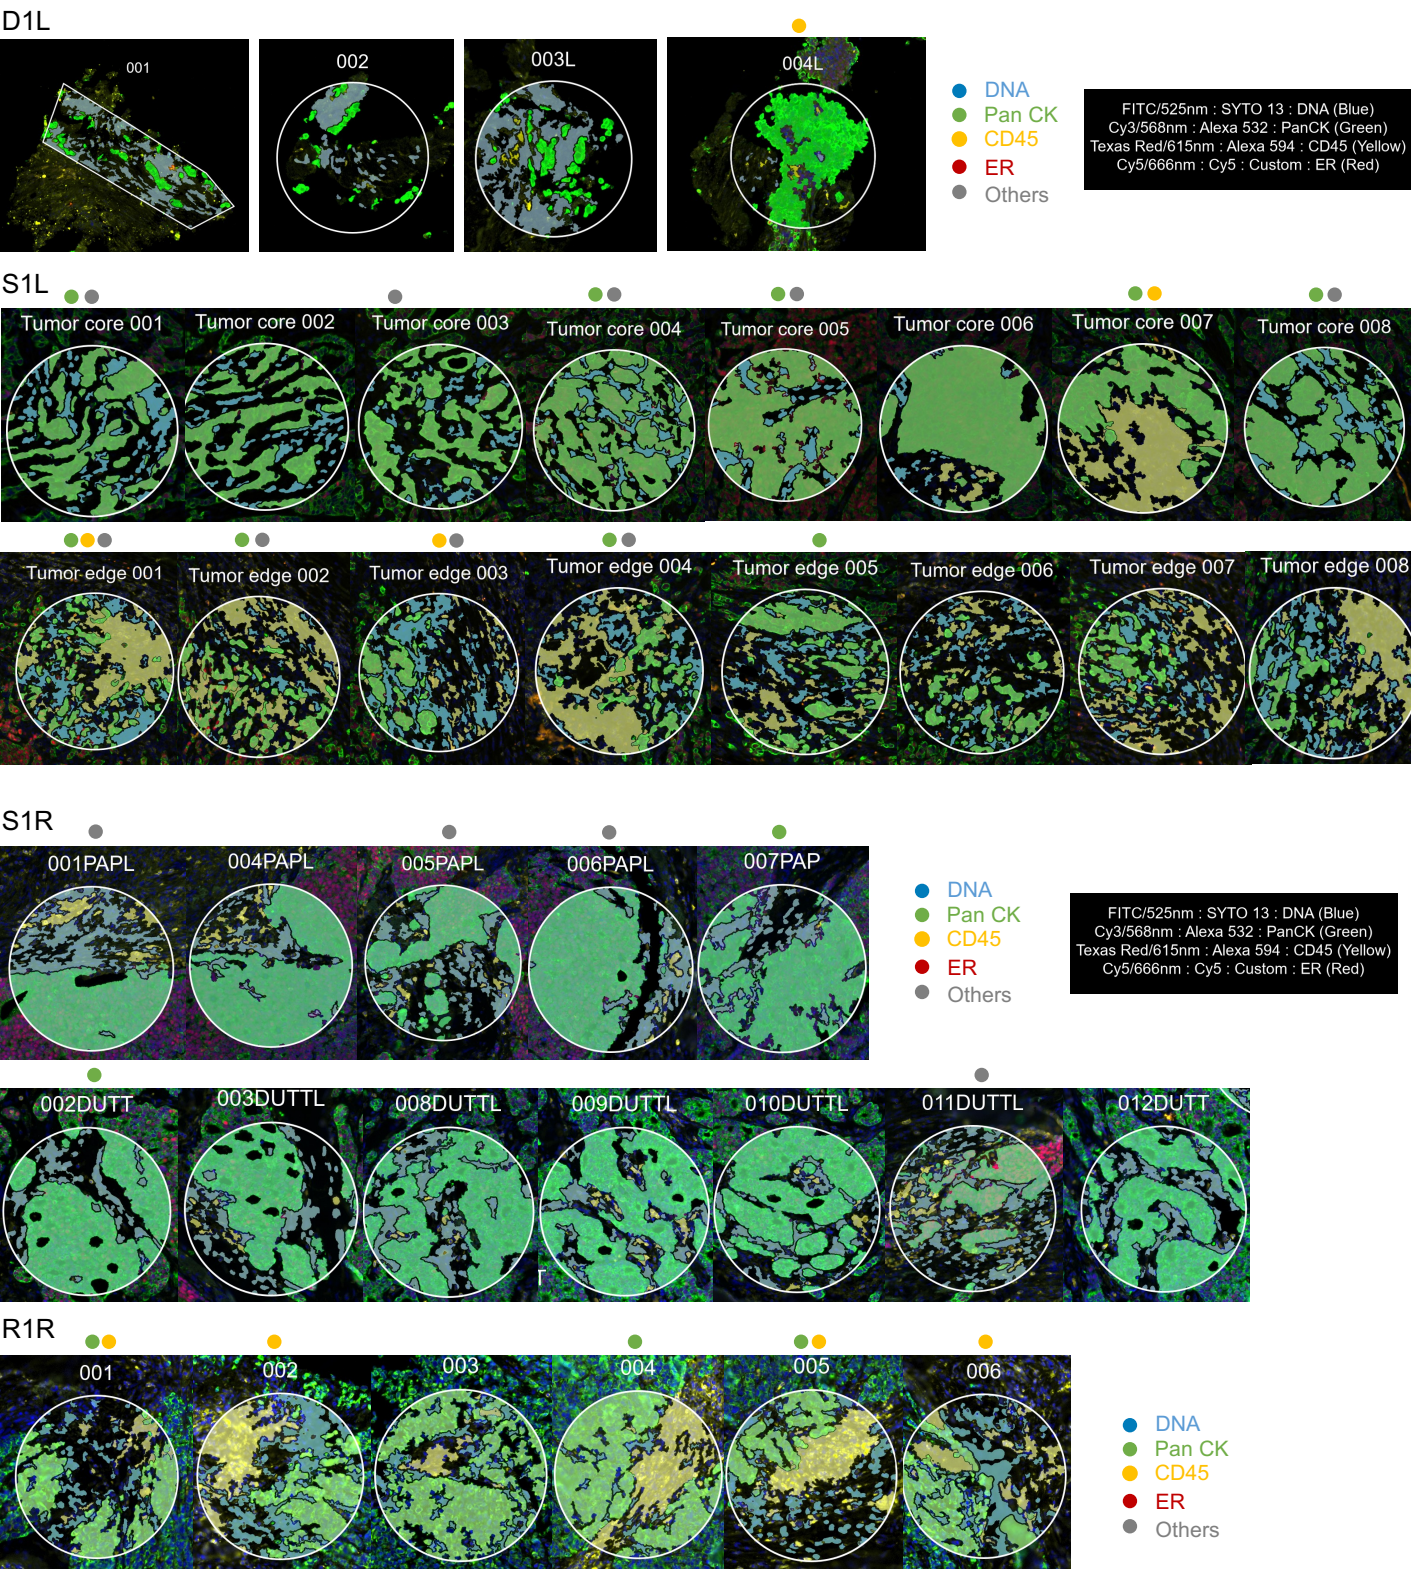 D1L
001
002
003L
004L
DNA
Pan CK
CD45
ER
Others
FITC/525nm : SYTO 13 : DNA (Blue)
Cy3/568nm : Alexa 532 : PanCK (Green)
Texas Red/615nm : Alexa 594 : CD45 (Yellow)
Cy5/666nm : Cy5 : Custom : ER (Red)
S1L
Tumor core 001
Tumor core 002
Tumor core 003
Tumor core 004
Tumor core 005
Tumor core 006
Tumor core 007
Tumor core 008
Tumor edge 001
Tumor edge 002
Tumor edge 003
Tumor edge 004
Tumor edge 005
Tumor edge 006
Tumor edge 007
Tumor edge 008
S1R
001PAPL
004PAPL
005PAPL
006PAPL
007PAP
DNA
Pan CK
CD45
ER
Others
FITC/525nm : SYTO 13 : DNA (Blue)
Cy3/568nm : Alexa 532 : PanCK (Green)
Texas Red/615nm : Alexa 594 : CD45 (Yellow)
Cy5/666nm : Cy5 : Custom : ER (Red)
002DUTT
003DUTTL
008DUTTL
009DUTTL
010DUTTL
011DUTTL
012DUTT
T
R1R
001
002
003
004
005
006
DNA
Pan CK
CD45
ER
Others